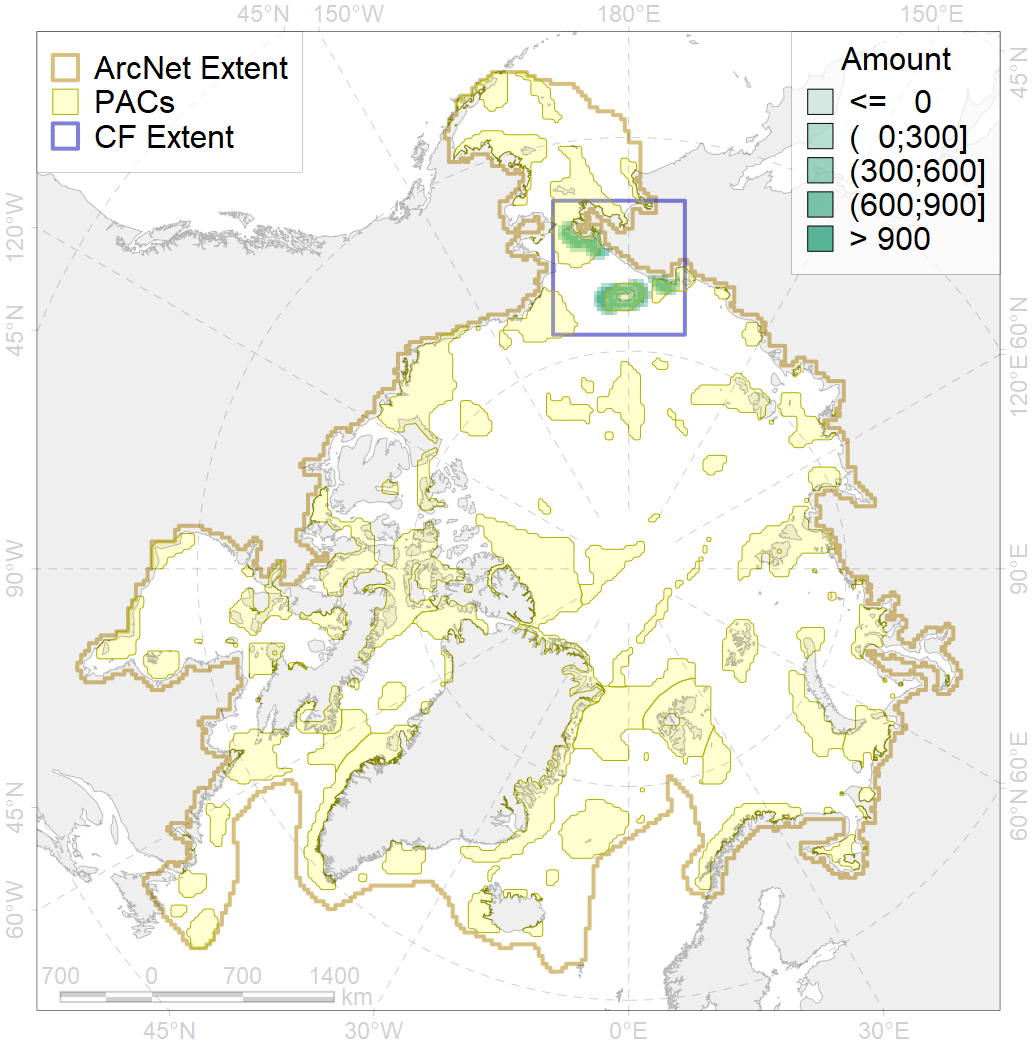 45°N 150°W 180°E 150°E
ArcNet Extent
PACs
CF Extent
Amount
<= 0
( 0;300]
(300;600]
(600;900]
> 900
45°N
120°W
45°N
90°W
45°N
60°W
60°N
120°E
90°E
60°E
60°N
700 0 700 1400
km
45°N 30°W 0°E 30°E